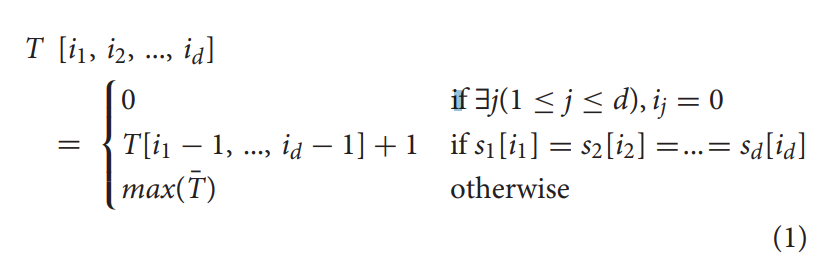 T [i₁, i₂, ..., i_d]
= { 0 if ∃j(1 ≤ j ≤ d), i_j = 0
T[i₁ − 1, ..., i_d − 1] + 1 if s₁[i₁] = s₂[i₂] =...= s_d[i_d]
max(T̄) otherwise
(1)